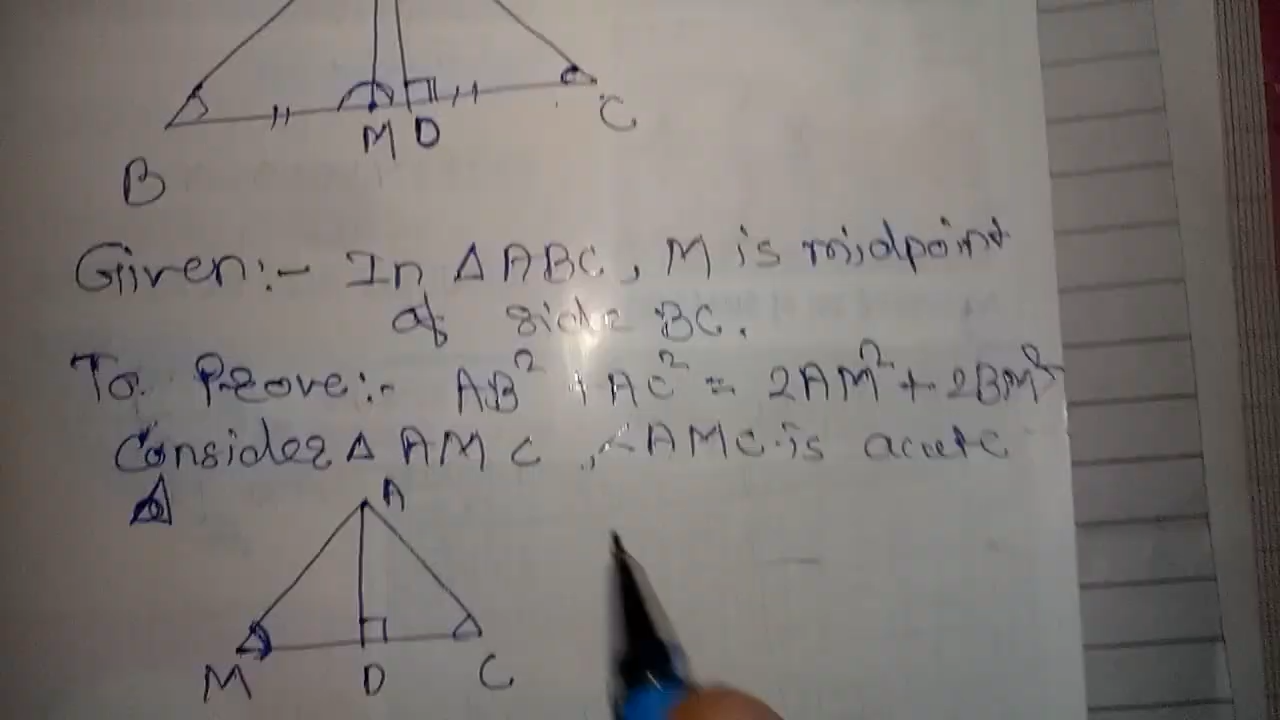 C
M D
B
Given:- In △ ABC, M is midpoint
of side BC.
To Prove:- AB² + AC² = 2AM² + 2BM²
Consider △ AMC, ∠AMC is acute
A
M D C